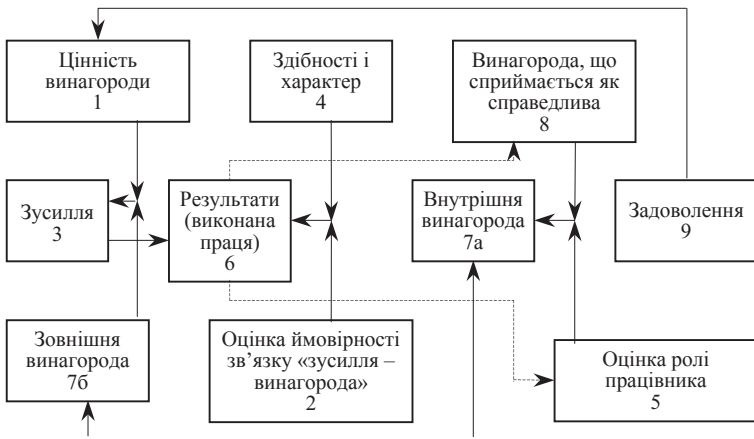 Цінність
винагороди
1
Здібності і
характер
4
Винагорода, що
сприймається як
справедлива
8
Зусилля
3
Результати
(виконана
праця)
6
Внутрішня
винагорода
7а
Задоволення
9
Зовнішня
винагорода
7б
Оцінка ймовірності
зв’язку «зусилля –
винагорода»
2
Оцінка ролі
працівника
5